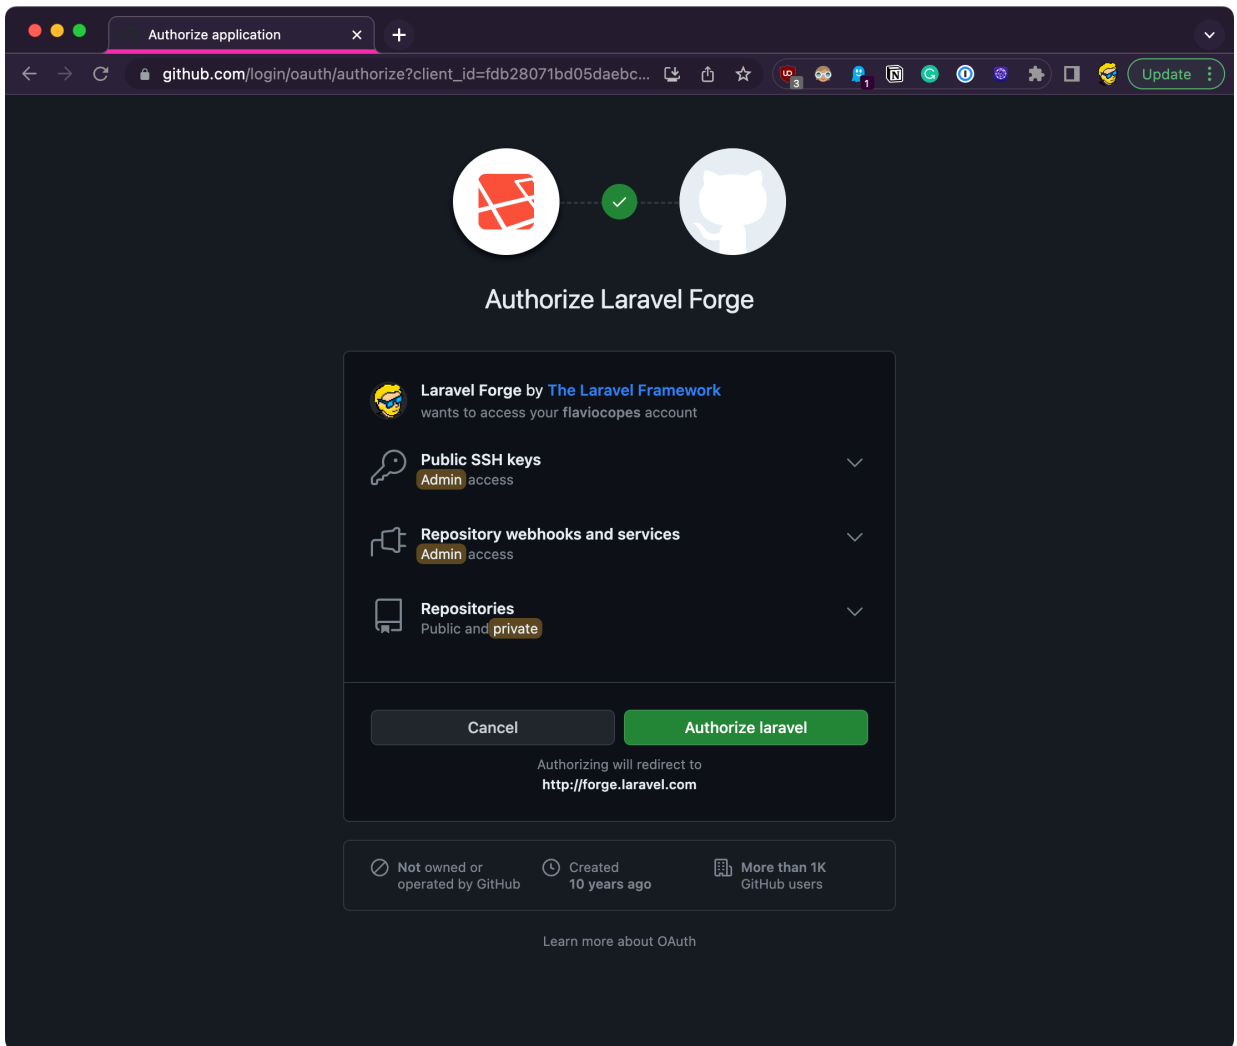 Authorize application
github.com/login/oauth/authorize?client_id=fdb28071bd05daebc...
3
1
Update
Authorize Laravel Forge
Laravel Forge by The Laravel Framework
wants to access your flaviocopes account
Public SSH keys
Admin access
Repository webhooks and services
Admin access
Repositories
Public and private
Cancel
Authorize laravel
Authorizing will redirect to
http://forge.laravel.com
Not owned or
operated by GitHub
Created
10 years ago
More than 1K
GitHub users
Learn more about OAuth